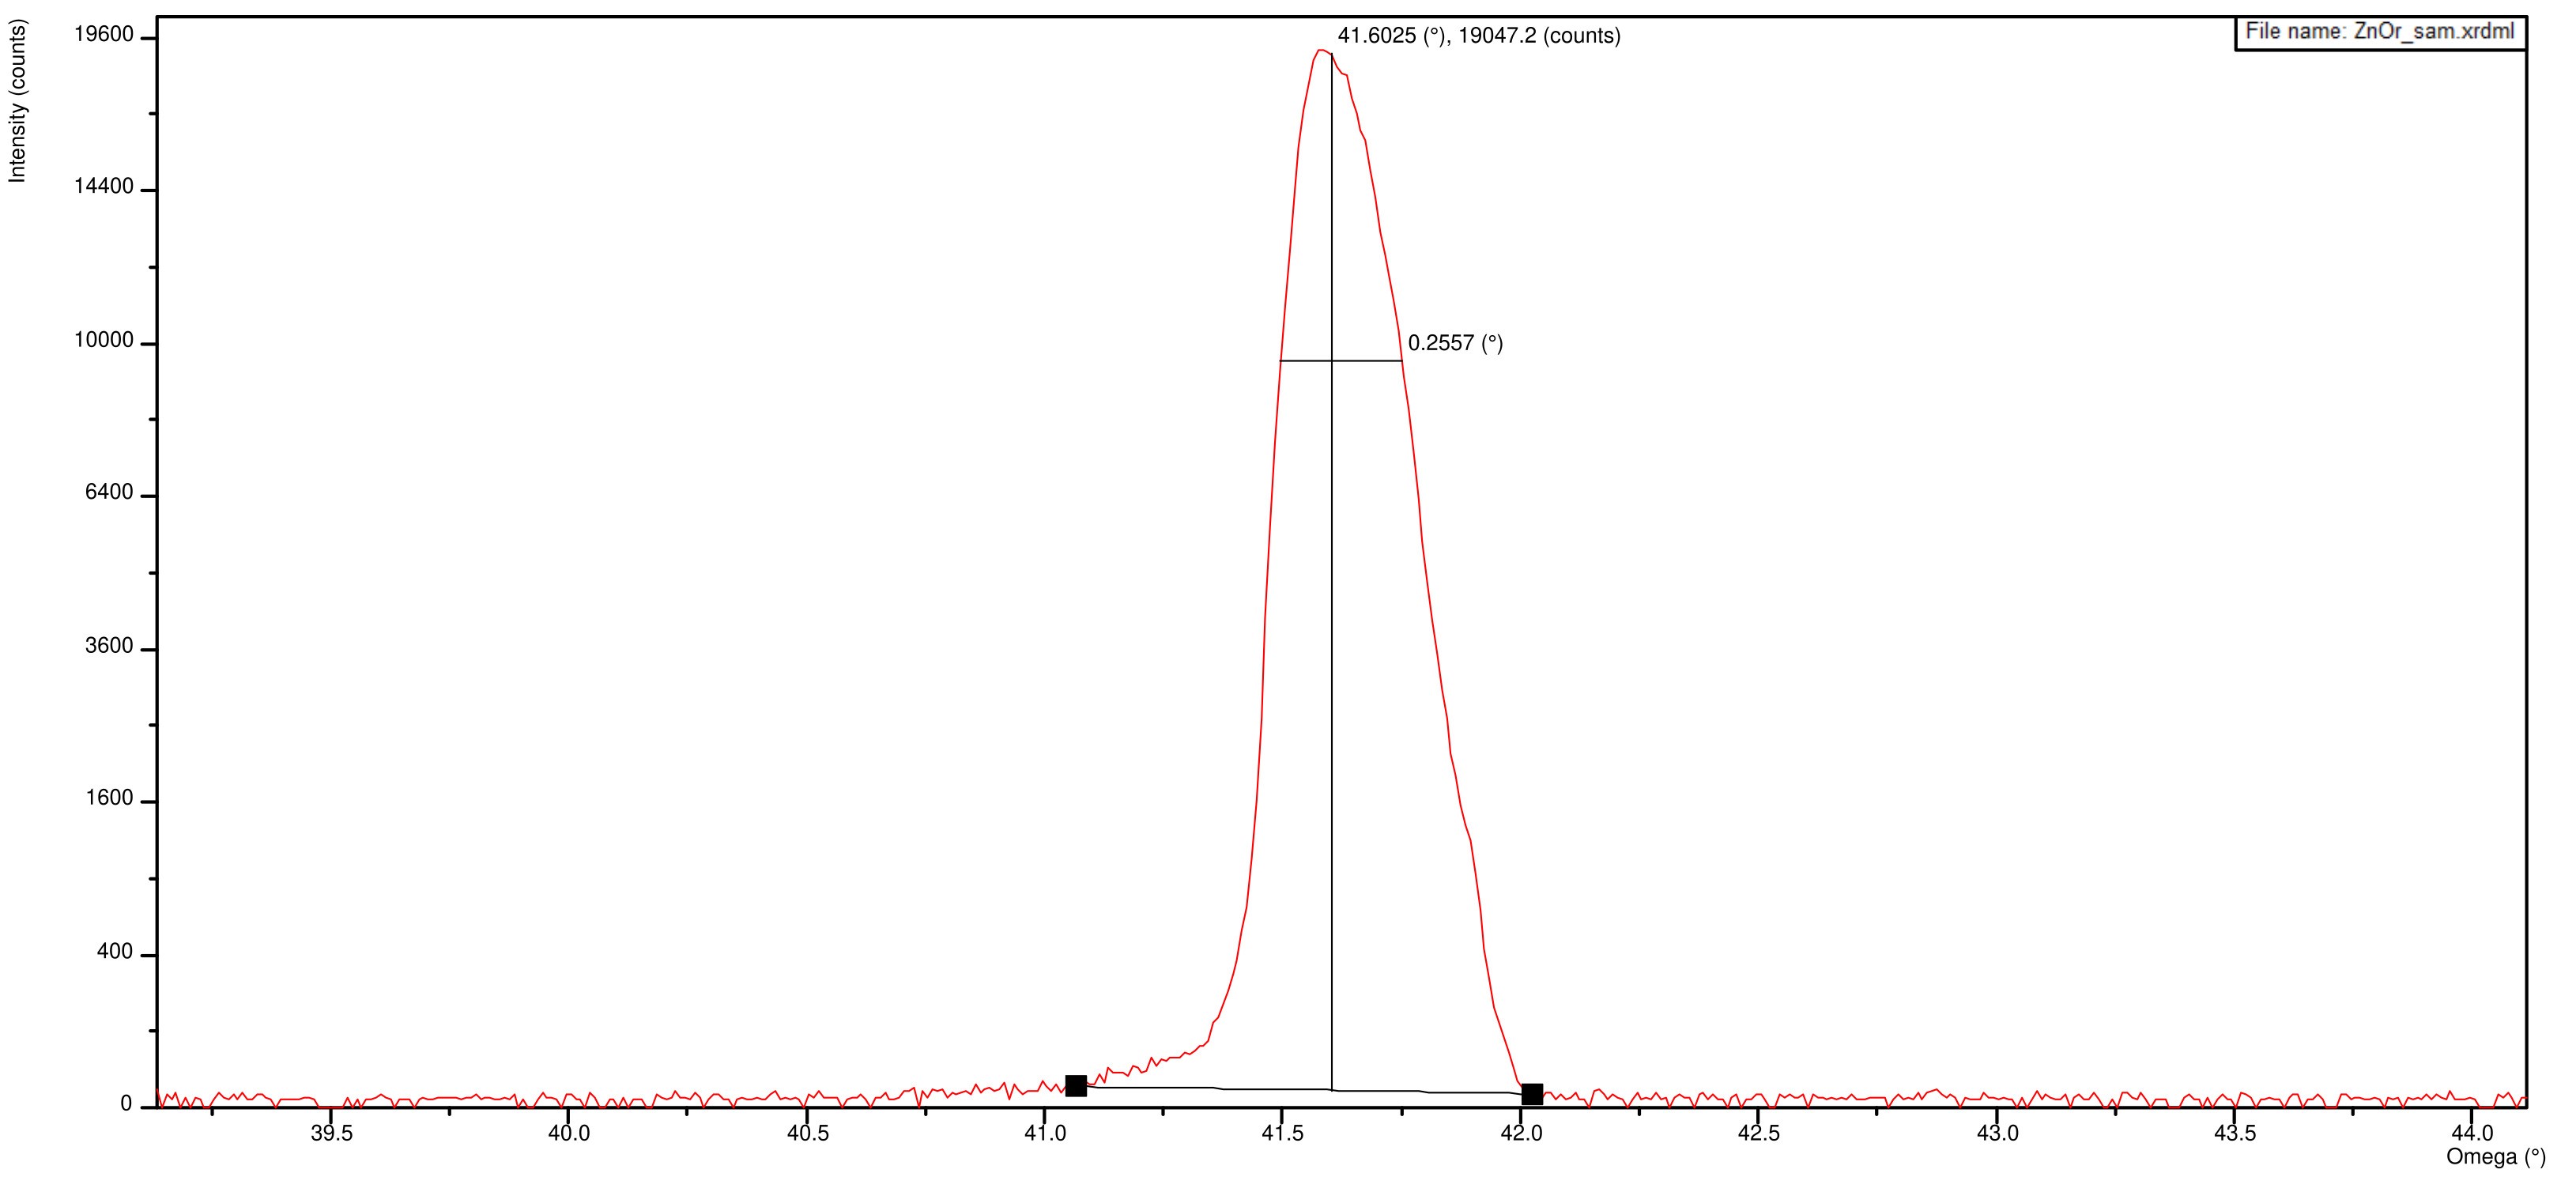 Intensity (counts)
19600
14400
10000
6400
3600
1600
400
0
41.6025 (°), 19047.2 (counts)
File name: ZnOr_sam.xrdml
0.2557 (°)
39.5 40.0 40.5 41.0 41.5 42.0 42.5 43.0 43.5 44.0
Omega (°)